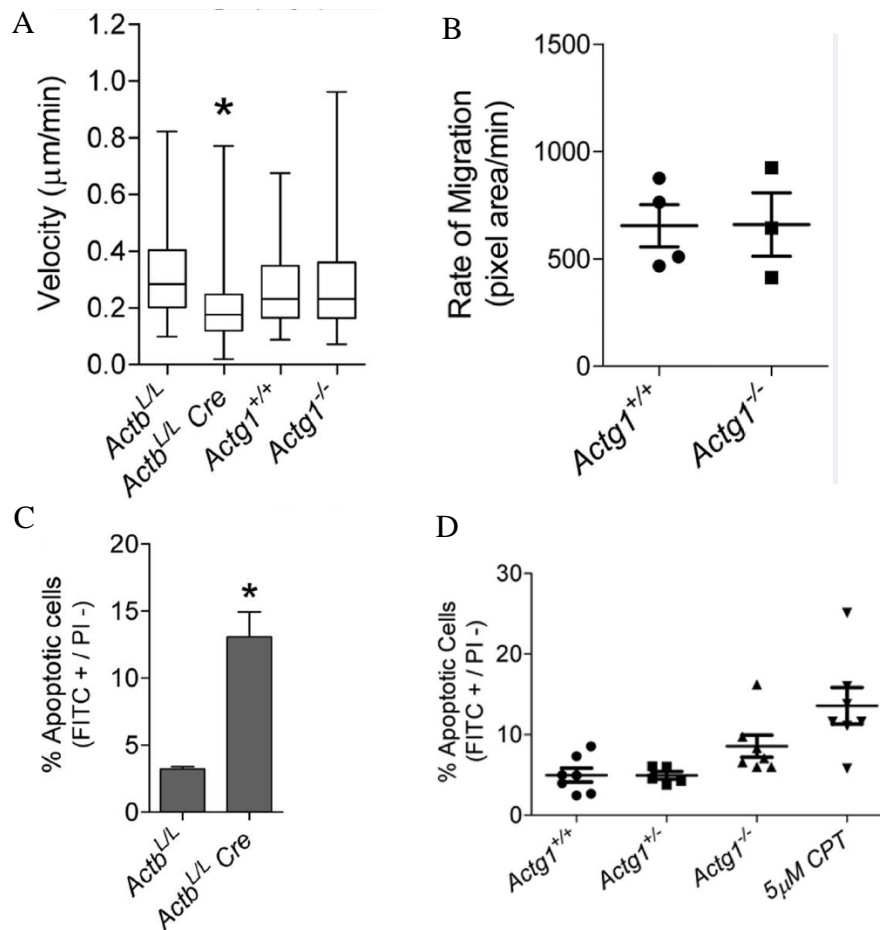 A
Velocity (μm/min)
1.2
1.0
0.8
0.6
0.4
0.2
0.0
*
Actb^L/L
Actb^L/L Cre
Actg1^+/+
Actg1^-/-
B
Rate of Migration
(pixel area/min)
1500
1000
500
0
Actg1^+/+
Actg1^-/-
C
% Apoptotic cells
(FITC + / PI -)
20
15
10
5
0
*
Actb^L/L
Actb^L/L Cre
D
% Apoptotic Cells
(FITC + / PI -)
30
20
10
0
Actg1^+/+
Actg1^+/-
Actg1^-/-
5μM CPT